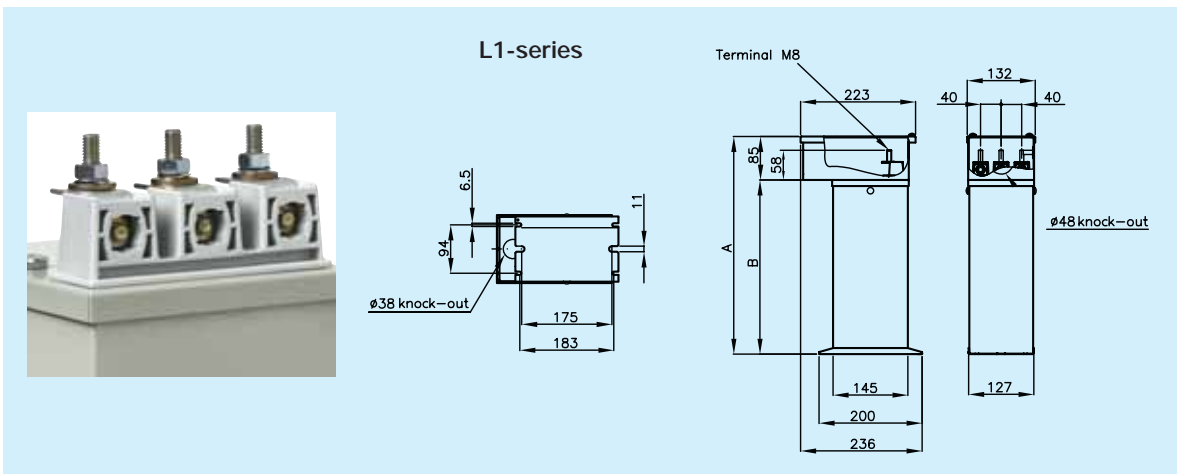 L1-series
Terminal M8
132
40
40
223
85
58
6.5
11
94
A
B
ø48 knock-out
ø38 knock-out
175
183
145
127
200
236